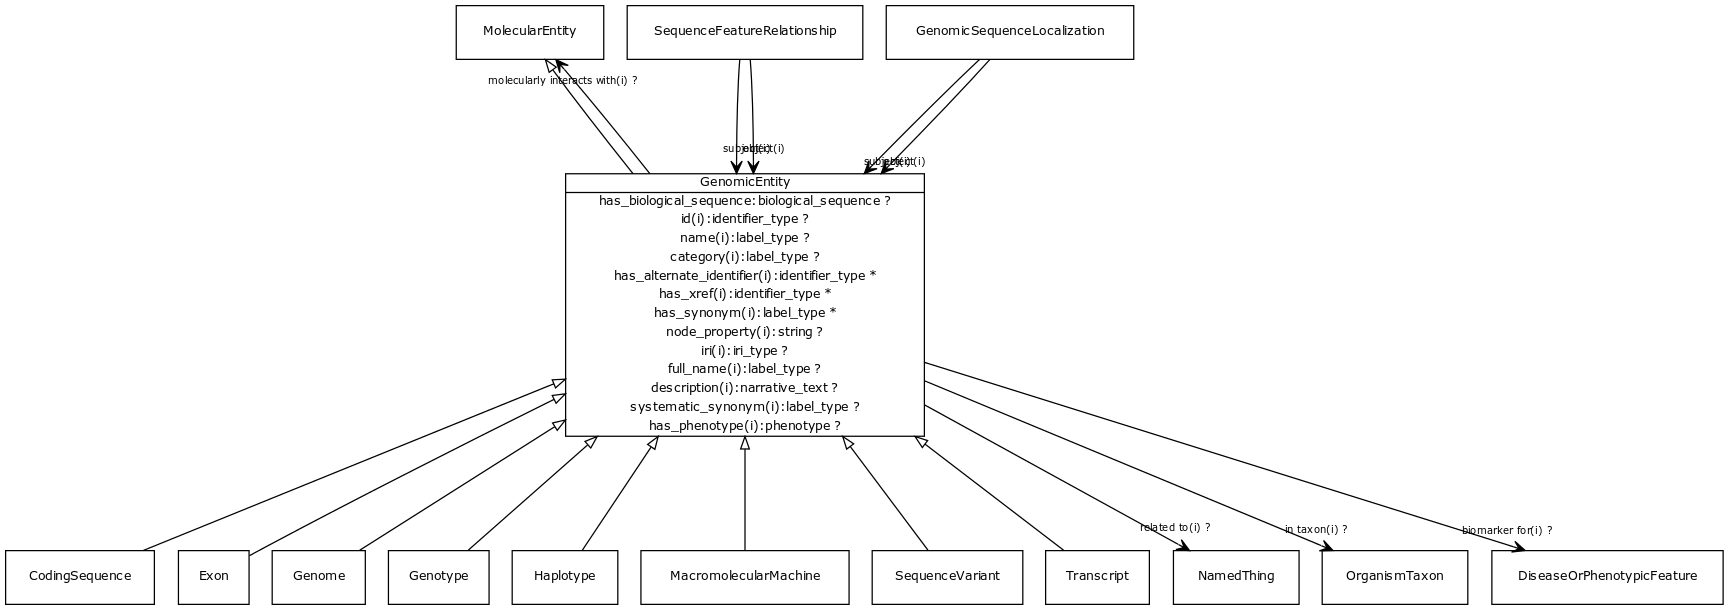 MolecularEntity
SequenceFeatureRelationship
GenomicSequenceLocalization
molecularly interacts with(i) ?
subject(i)
object(i)
subject(i)
object(i)
GenomicEntity
has_biological_sequence:biological_sequence ?
id(i):identifier_type ?
name(i):label_type ?
category(i):label_type ?
has_alternate_identifier(i):identifier_type *
has_xref(i):identifier_type *
has_synonym(i):label_type *
node_property(i):string ?
iri(i):iri_type ?
full_name(i):label_type ?
description(i):narrative_text ?
systematic_synonym(i):label_type ?
has_phenotype(i):phenotype ?
related to(i) ?
in taxon(i) ?
biomarker for(i) ?
CodingSequence
Exon
Genome
Genotype
Haplotype
MacromolecularMachine
SequenceVariant
Transcript
NamedThing
OrganismTaxon
DiseaseOrPhenotypicFeature